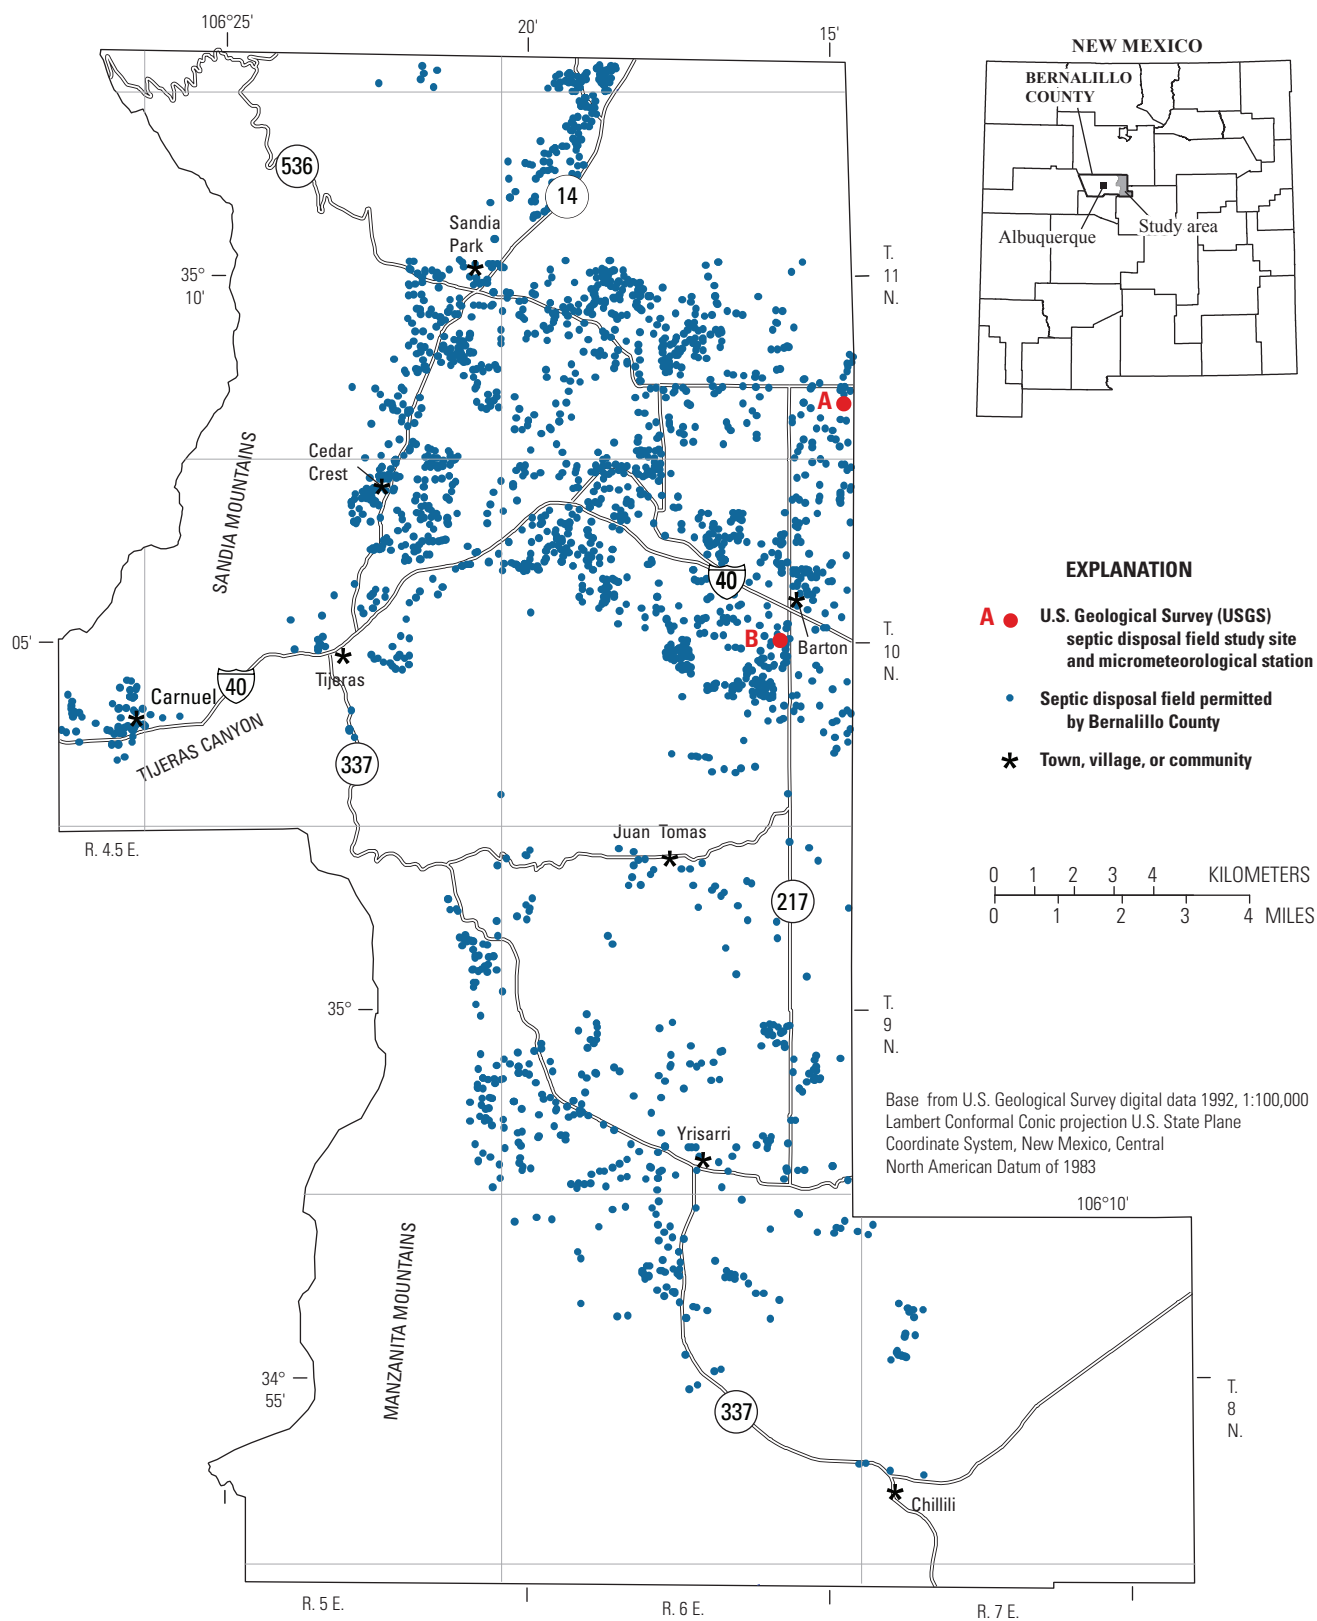 106°25'
20'
15'
NEW MEXICO
BERNALILLO
COUNTY
Albuquerque
Study area
536
14
Sandia
Park
35°
10'
T.
11
N.
A
Cedar
Crest
SANDIA MOUNTAINS
40
EXPLANATION
A
U.S. Geological Survey (USGS)
septic disposal field study site
and micrometeorological station
Septic disposal field permitted
by Bernalillo County
Town, village, or community
05'
B
Barton
T.
10
N.
Tijeras
Carnuel
40
TIJERAS CANYON
337
Juan Tomas
R. 4.5 E.
217
0 1 2 3 4 KILOMETERS
0 1 2 3 4 MILES
35°
T.
9
N.
Base from U.S. Geological Survey digital data 1992, 1:100,000
Lambert Conformal Conic projection U.S. State Plane
Coordinate System, New Mexico, Central
North American Datum of 1983
Yrisarri
106°10'
MANZANITA MOUNTAINS
34°
55'
T.
8
N.
337
Chillili
R. 5 E.
R. 6 E.
R. 7 E.